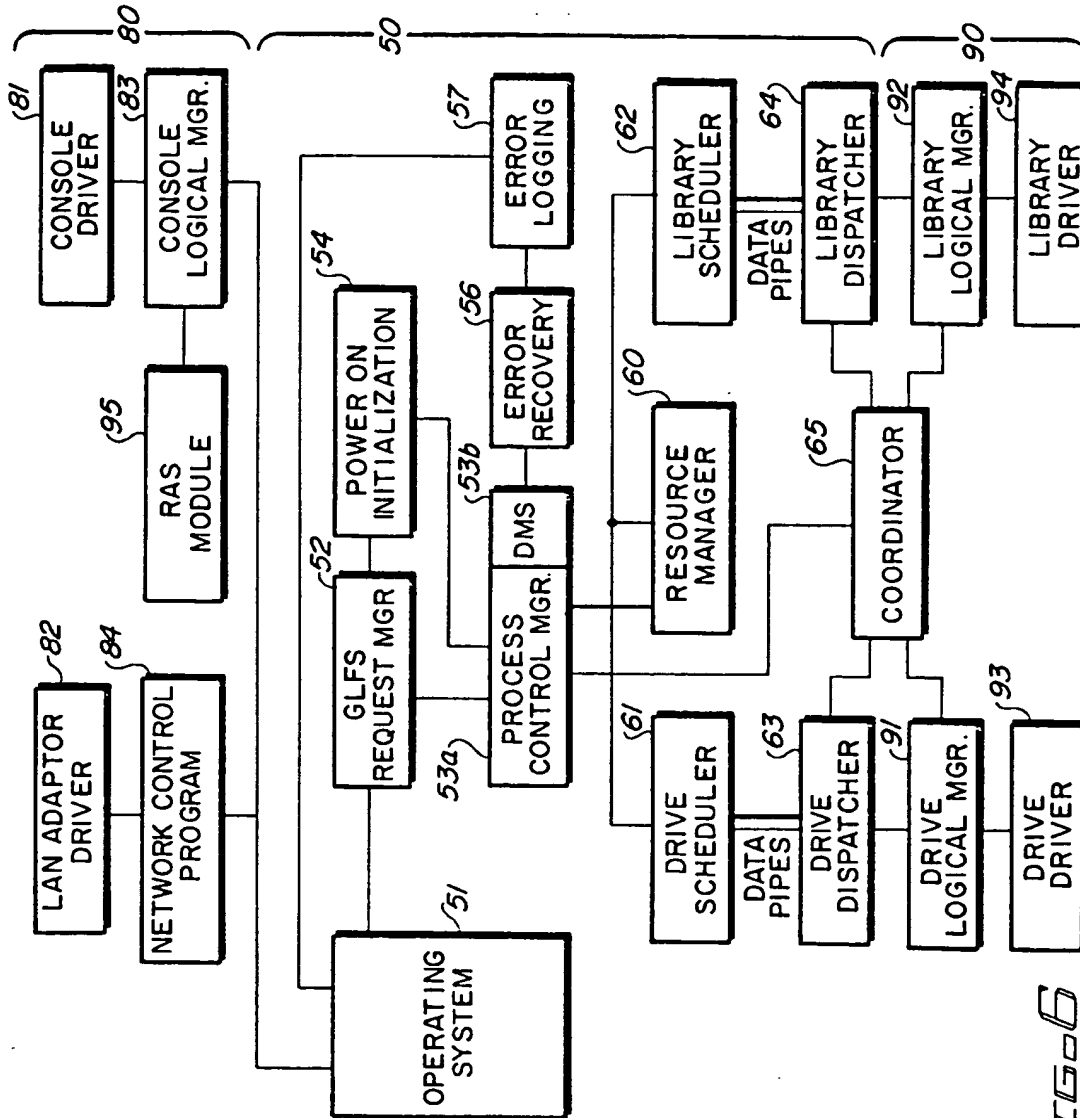 80
81
CONSOLE
DRIVER
83
CONSOLE
LOGICAL MGR.
95
RAS
MODULE
82
LAN ADAPTOR
DRIVER
84
NETWORK CONTROL
PROGRAM
50
51
OPERATING
SYSTEM
52
GLFS
REQUEST MGR
54
POWER ON
INITIALIZATION
53a
PROCESS
CONTROL MGR.
53b
DMS
56
ERROR
RECOVERY
57
ERROR
LOGGING
60
RESOURCE
MANAGER
61
DRIVE
SCHEDULER
DATA
PIPES
63
DRIVE
DISPATCHER
62
LIBRARY
SCHEDULER
DATA
PIPES
64
LIBRARY
DISPATCHER
65
COORDINATOR
90
91
DRIVE
LOGICAL MGR.
93
DRIVE
DRIVER
92
LIBRARY
LOGICAL MGR.
94
LIBRARY
DRIVER